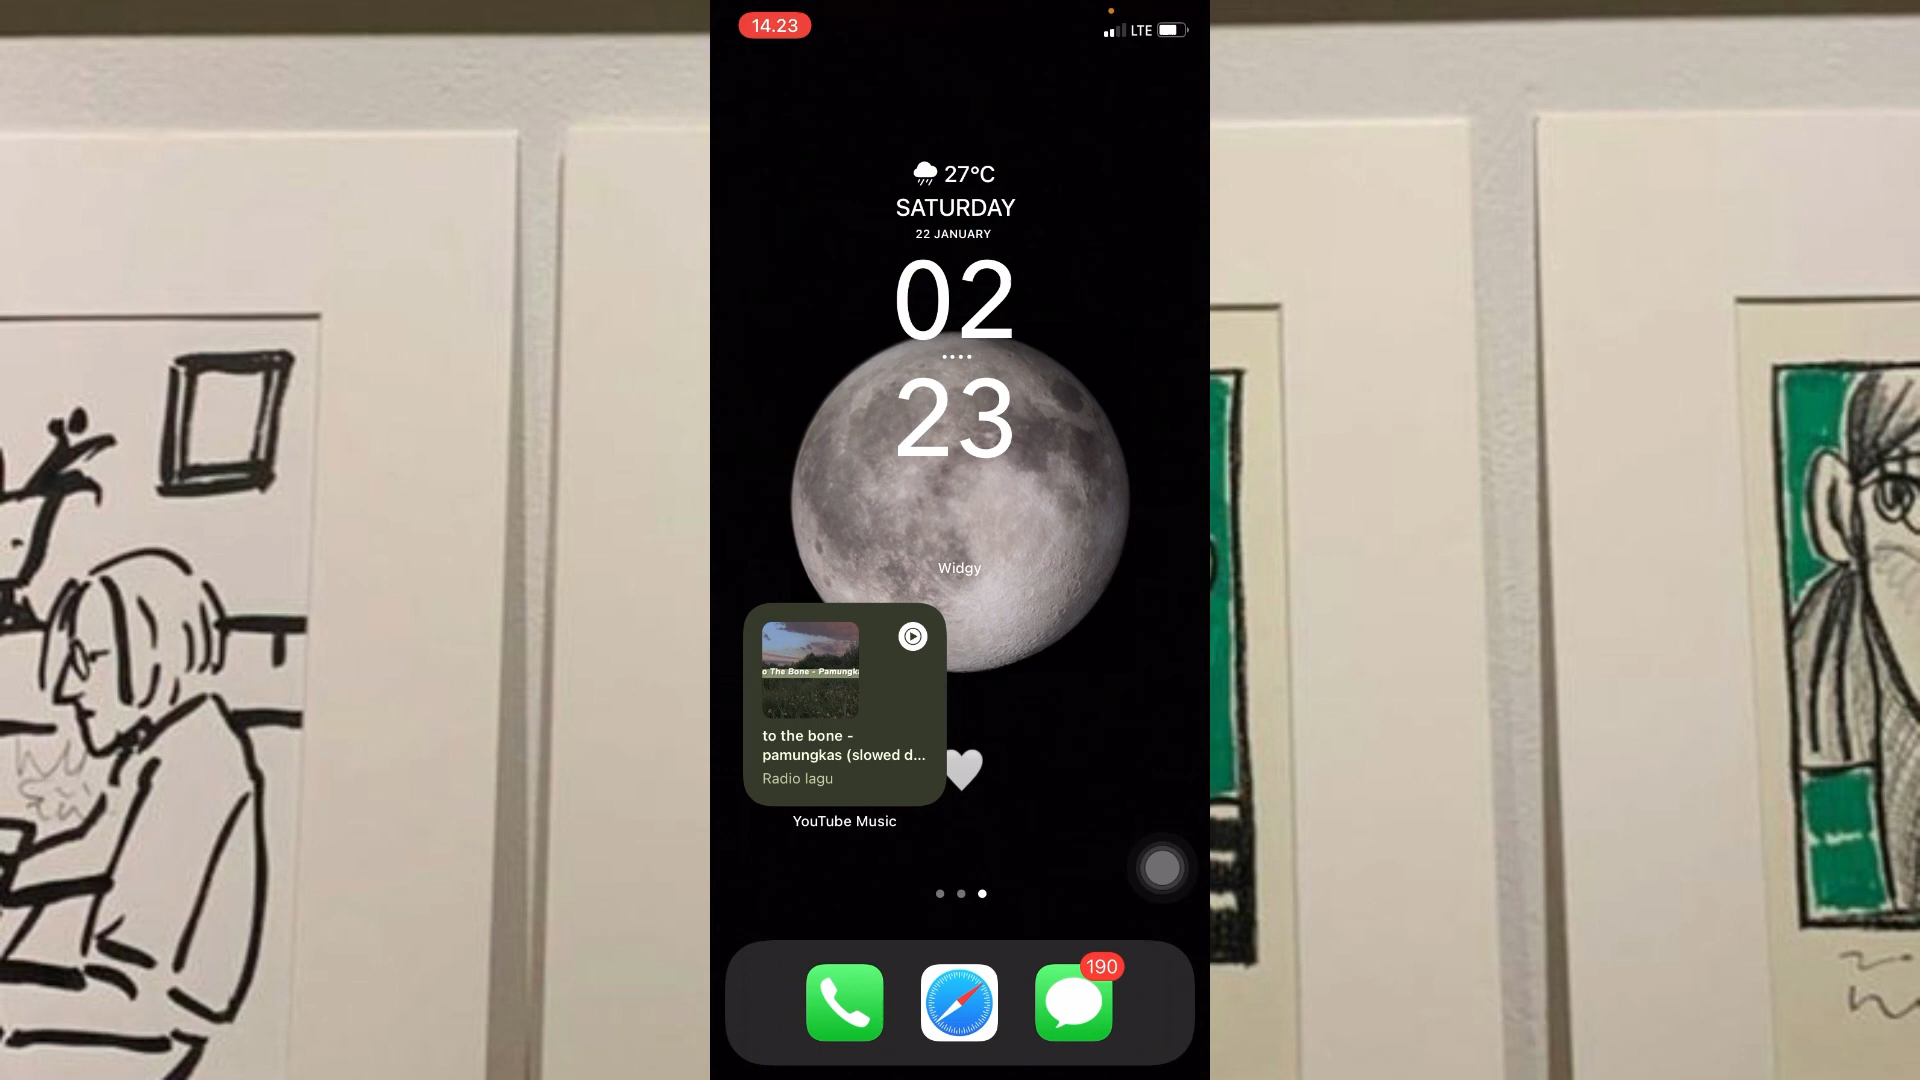 14.23
LTE
27°C
SATURDAY
22 JANUARY
02
23
Widgy
o The Bone - Pamungk
to the bone -
pamungkas (slowed d...
Radio lagu
YouTube Music
190